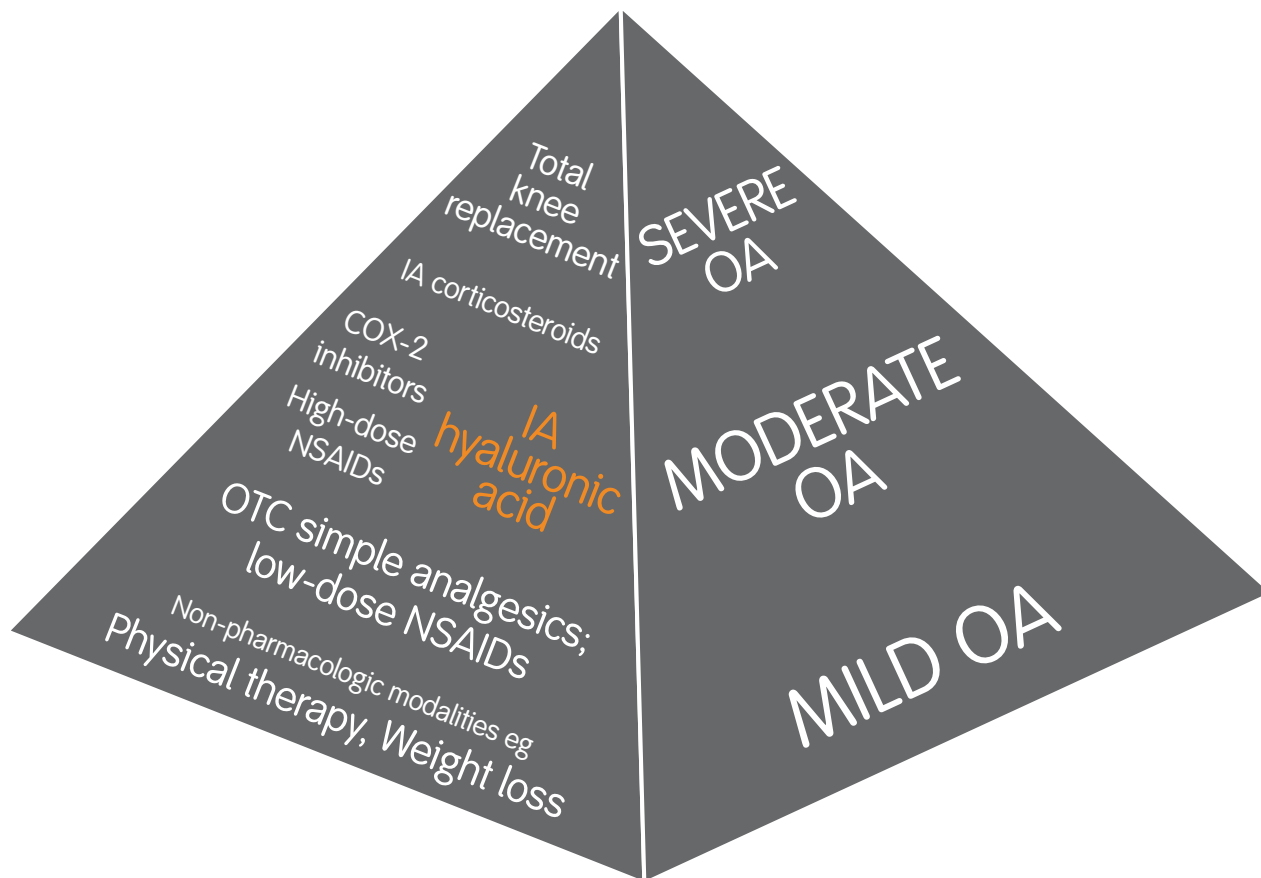 Total
knee
replacement
IA corticosteroids
COX-2
inhibitors
High-dose
NSAIDs
IA
hyaluronic
acid
OTC simple analgesics;
low-dose NSAIDs
Non-pharmacologic modalities eg
Physical therapy, Weight loss
SEVERE
OA
MODERATE
OA
MILD OA